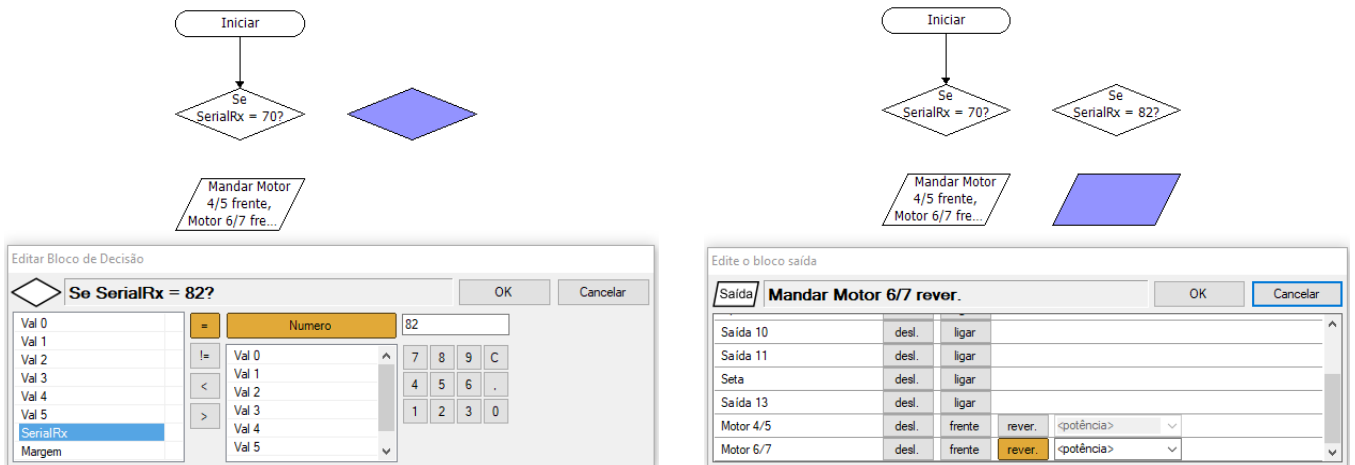 Iniciar
Se
SerialRx = 70?
Mandar Motor
4/5 frente,
Motor 6/7 fre...
Editar Bloco de Decisão
Se SerialRx = 82?
OK
Cancelar
Val 0
Val 1
Val 2
Val 3
Val 4
Val 5
SerialRx
Margem
=
!=
<
>
Numero
82
Val 0
Val 1
Val 2
Val 3
Val 4
Val 5
7 8 9 C
4 5 6 .
1 2 3 0
Iniciar
Se
SerialRx = 70?
Se
SerialRx = 82?
Mandar Motor
4/5 frente,
Motor 6/7 fre...
Edite o bloco saída
Saída Mandar Motor 6/7 rever.
OK
Cancelar
Saída 10 desl. ligar
Saída 11 desl. ligar
Seta desl. ligar
Saída 13 desl. ligar
Motor 4/5 desl. frente rever. <potência>
Motor 6/7 desl. frente rever. <potência>